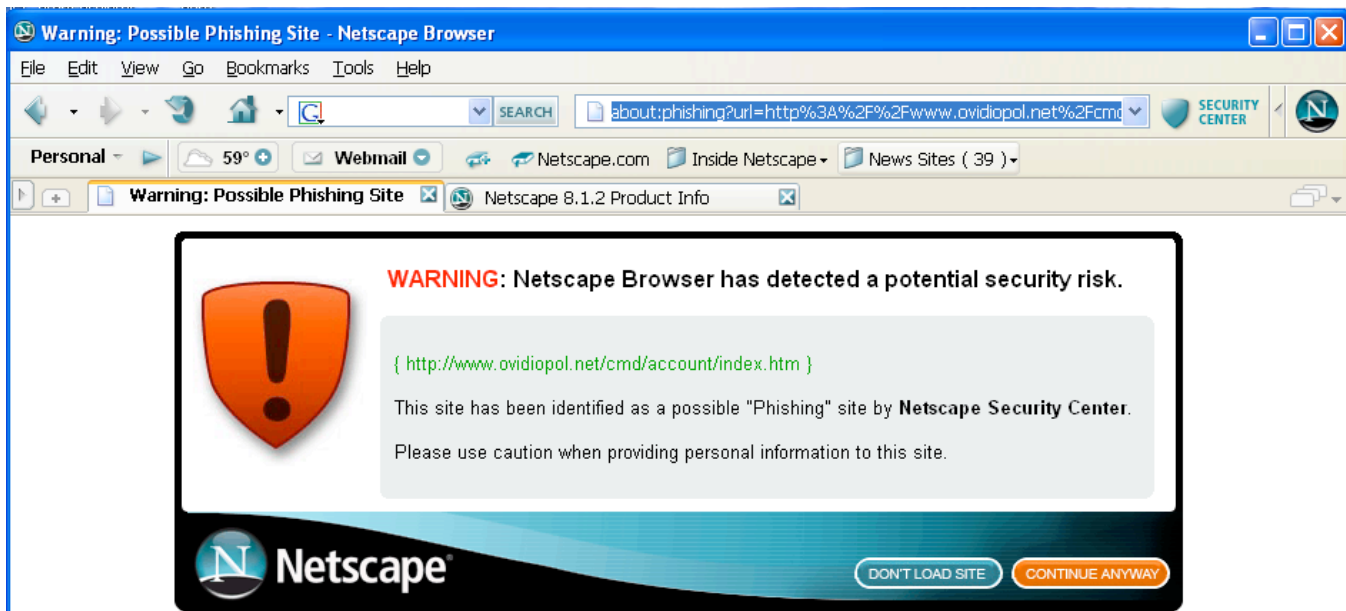 Warning: Possible Phishing Site - Netscape Browser
File Edit View Go Bookmarks Tools Help
G SEARCH about:phishing?url=http%3A%2F%2Fwww.ovidiopol.net%2Fcmd SECURITY CENTER N
Personal 59° Webmail Netscape.com Inside Netscape News Sites ( 39 )
Warning: Possible Phishing Site Netscape 8.1.2 Product Info
WARNING: Netscape Browser has detected a potential security risk.
{ http://www.ovidiopol.net/cmd/account/index.htm }
This site has been identified as a possible "Phishing" site by Netscape Security Center.
Please use caution when providing personal information to this site.
N Netscape®
DON'T LOAD SITE CONTINUE ANYWAY